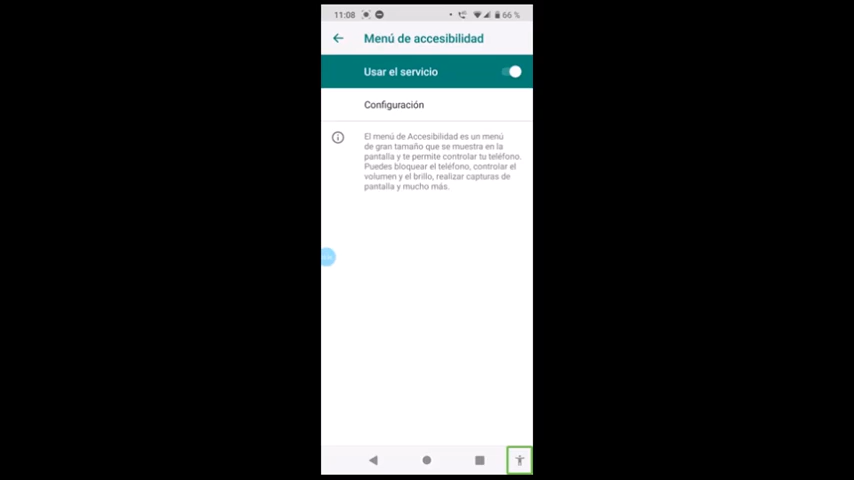 11:08 66 %
Menú de accesibilidad
Usar el servicio
Configuración
El menú de Accesibilidad es un menú
de gran tamaño que se muestra en la
pantalla y te permite controlar tu teléfono.
Puedes bloquear el teléfono, controlar el
volumen y el brillo, realizar capturas de
pantalla y mucho más.